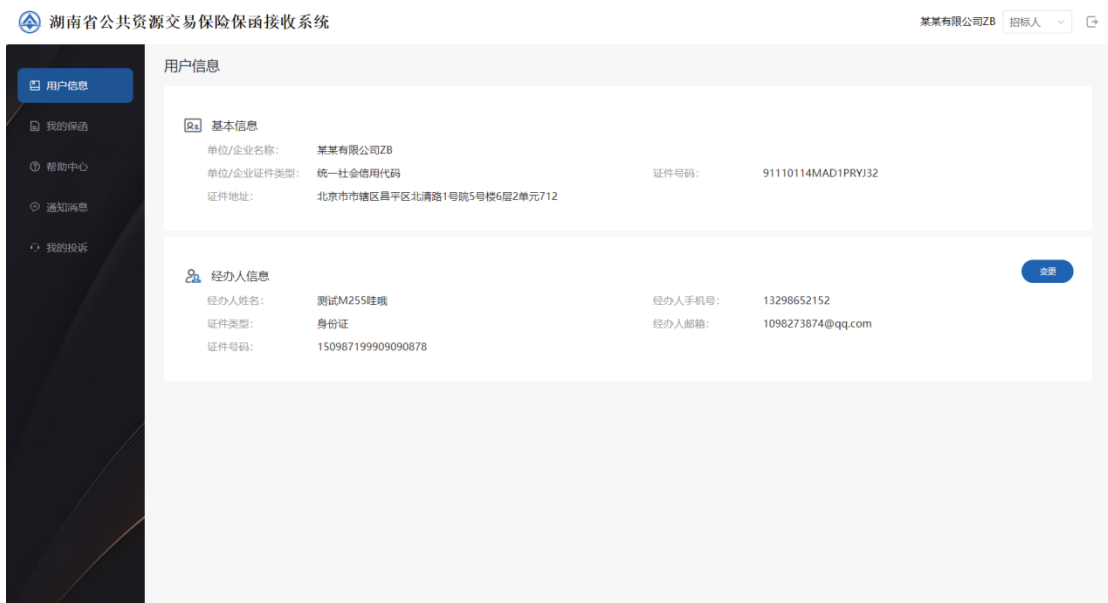 湖南省公共资源交易保险保函接收系统
某某有限公司ZB 招标人
用户信息
我的保函
帮助中心
通知消息
我的投诉
用户信息
基本信息
单位/企业名称: 某某有限公司ZB
单位/企业证件类型: 统一社会信用代码 证件号码: 91110114MAD1PRYJ32
证件地址: 北京市市辖区昌平区北清路1号院5号楼6层2单元712
经办人信息 变更
经办人姓名: 测试M255哇哦 经办人手机号: 13298652152
证件类型: 身份证 经办人邮箱: 1098273874@qq.com
证件号码: 150987199909090878